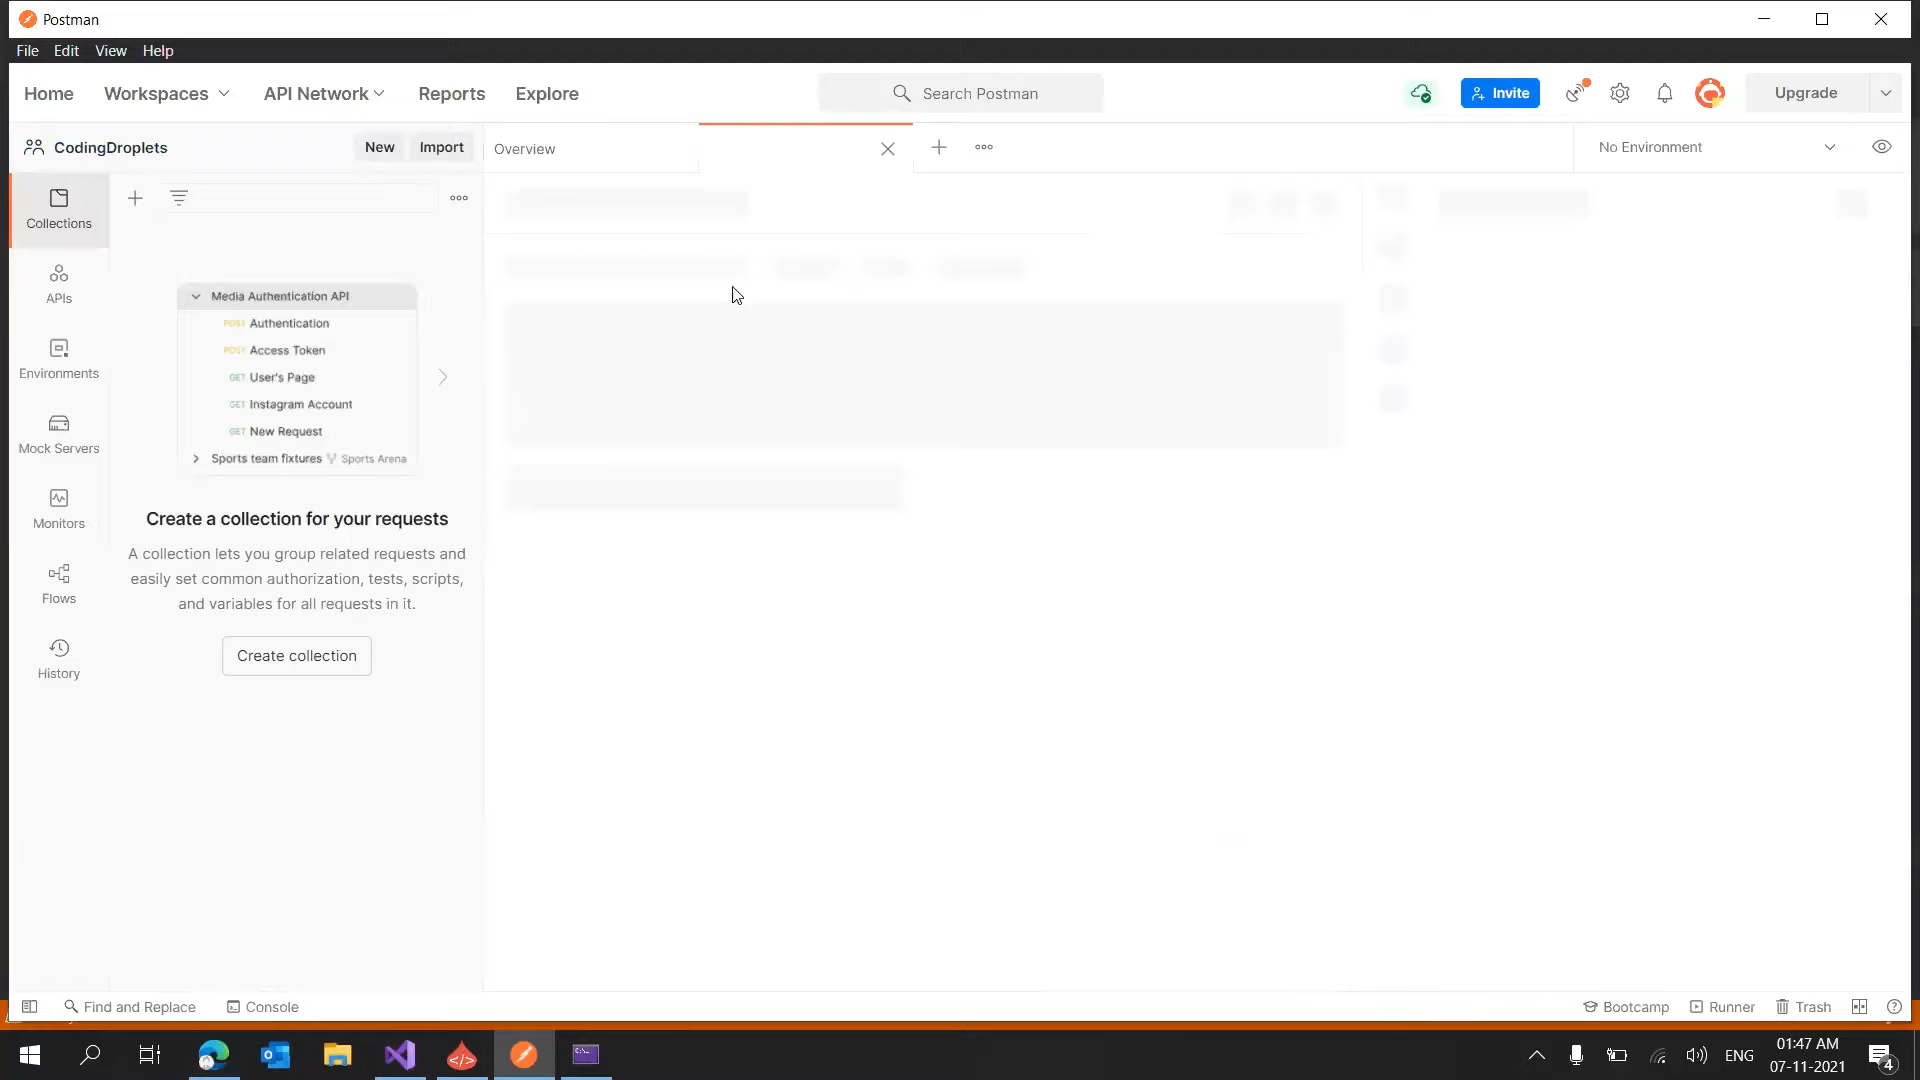 Postman
File Edit View Help
Home Workspaces API Network Reports Explore
Search Postman
Invite
Upgrade
CodingDroplets
New Import
Overview
No Environment
Collections
APIs
Environments
Mock Servers
Monitors
Flows
History
Media Authentication API
POST Authentication
POST Access Token
GET User's Page
GET Instagram Account
GET New Request
Sports team fixtures Sports Arena
Create a collection for your requests
A collection lets you group related requests and
easily set common authorization, tests, scripts,
and variables for all requests in it.
Create collection
Find and Replace Console
Bootcamp Runner Trash
ENG
01:47 AM
07-11-2021
4